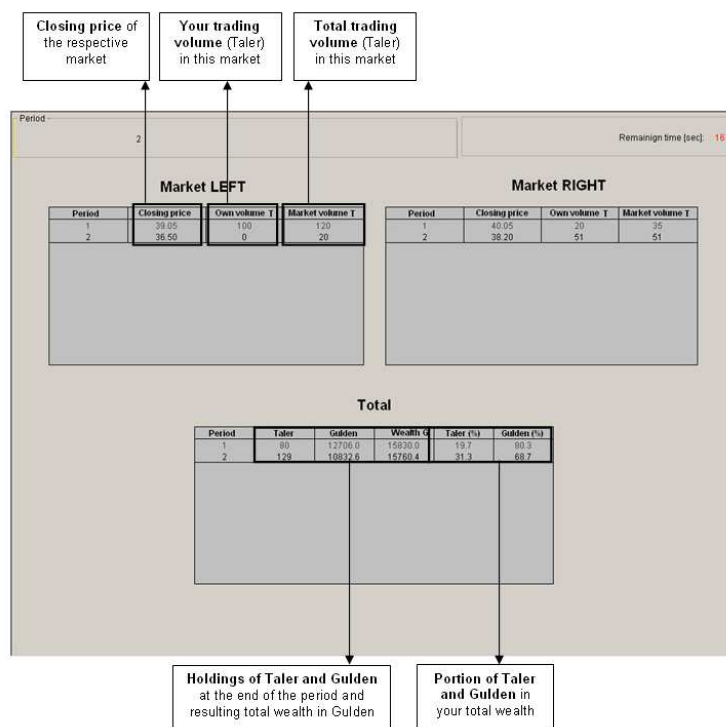 Closing price of
the respective
market
Your trading
volume (Taler)
in this market
Total trading
volume (Taler)
in this market
Period
2
Remainign time [sec]: 16
Market LEFT
Period Closing price Own volume T Market volume T
1 39.05 100 120
2 36.50 0 20
Market RIGHT
Period Closing price Own volume T Market volume T
1 40.05 20 35
2 38.20 51 51
Total
Period Taler Gulden Wealth G Taler (%) Gulden (%)
1 80 12706.0 15830.0 19.7 80.3
2 129 10832.6 15760.4 31.3 68.7
Holdings of Taler and Gulden
at the end of the period and
resulting total wealth in Gulden
Portion of Taler
and Gulden in
your total wealth